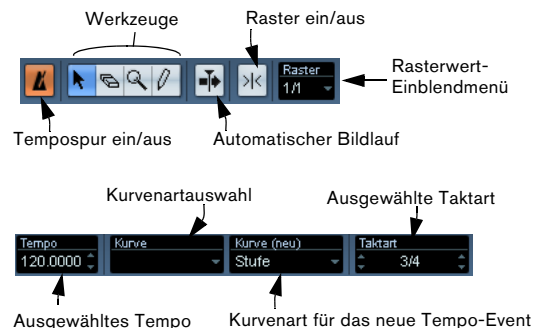 Werkzeuge
Raster ein/aus
Raster
1/1
Rasterwert-
Einblendmenü
Tempospur ein/aus
Automatischer Bildlauf
Kurvenartauswahl
Ausgewählte Taktart
Tempo
Kurve
Kurve (neu)
Taktart
120.0000
Stufe
3/4
Ausgewähltes Tempo
Kurvenart für das neue Tempo-Event